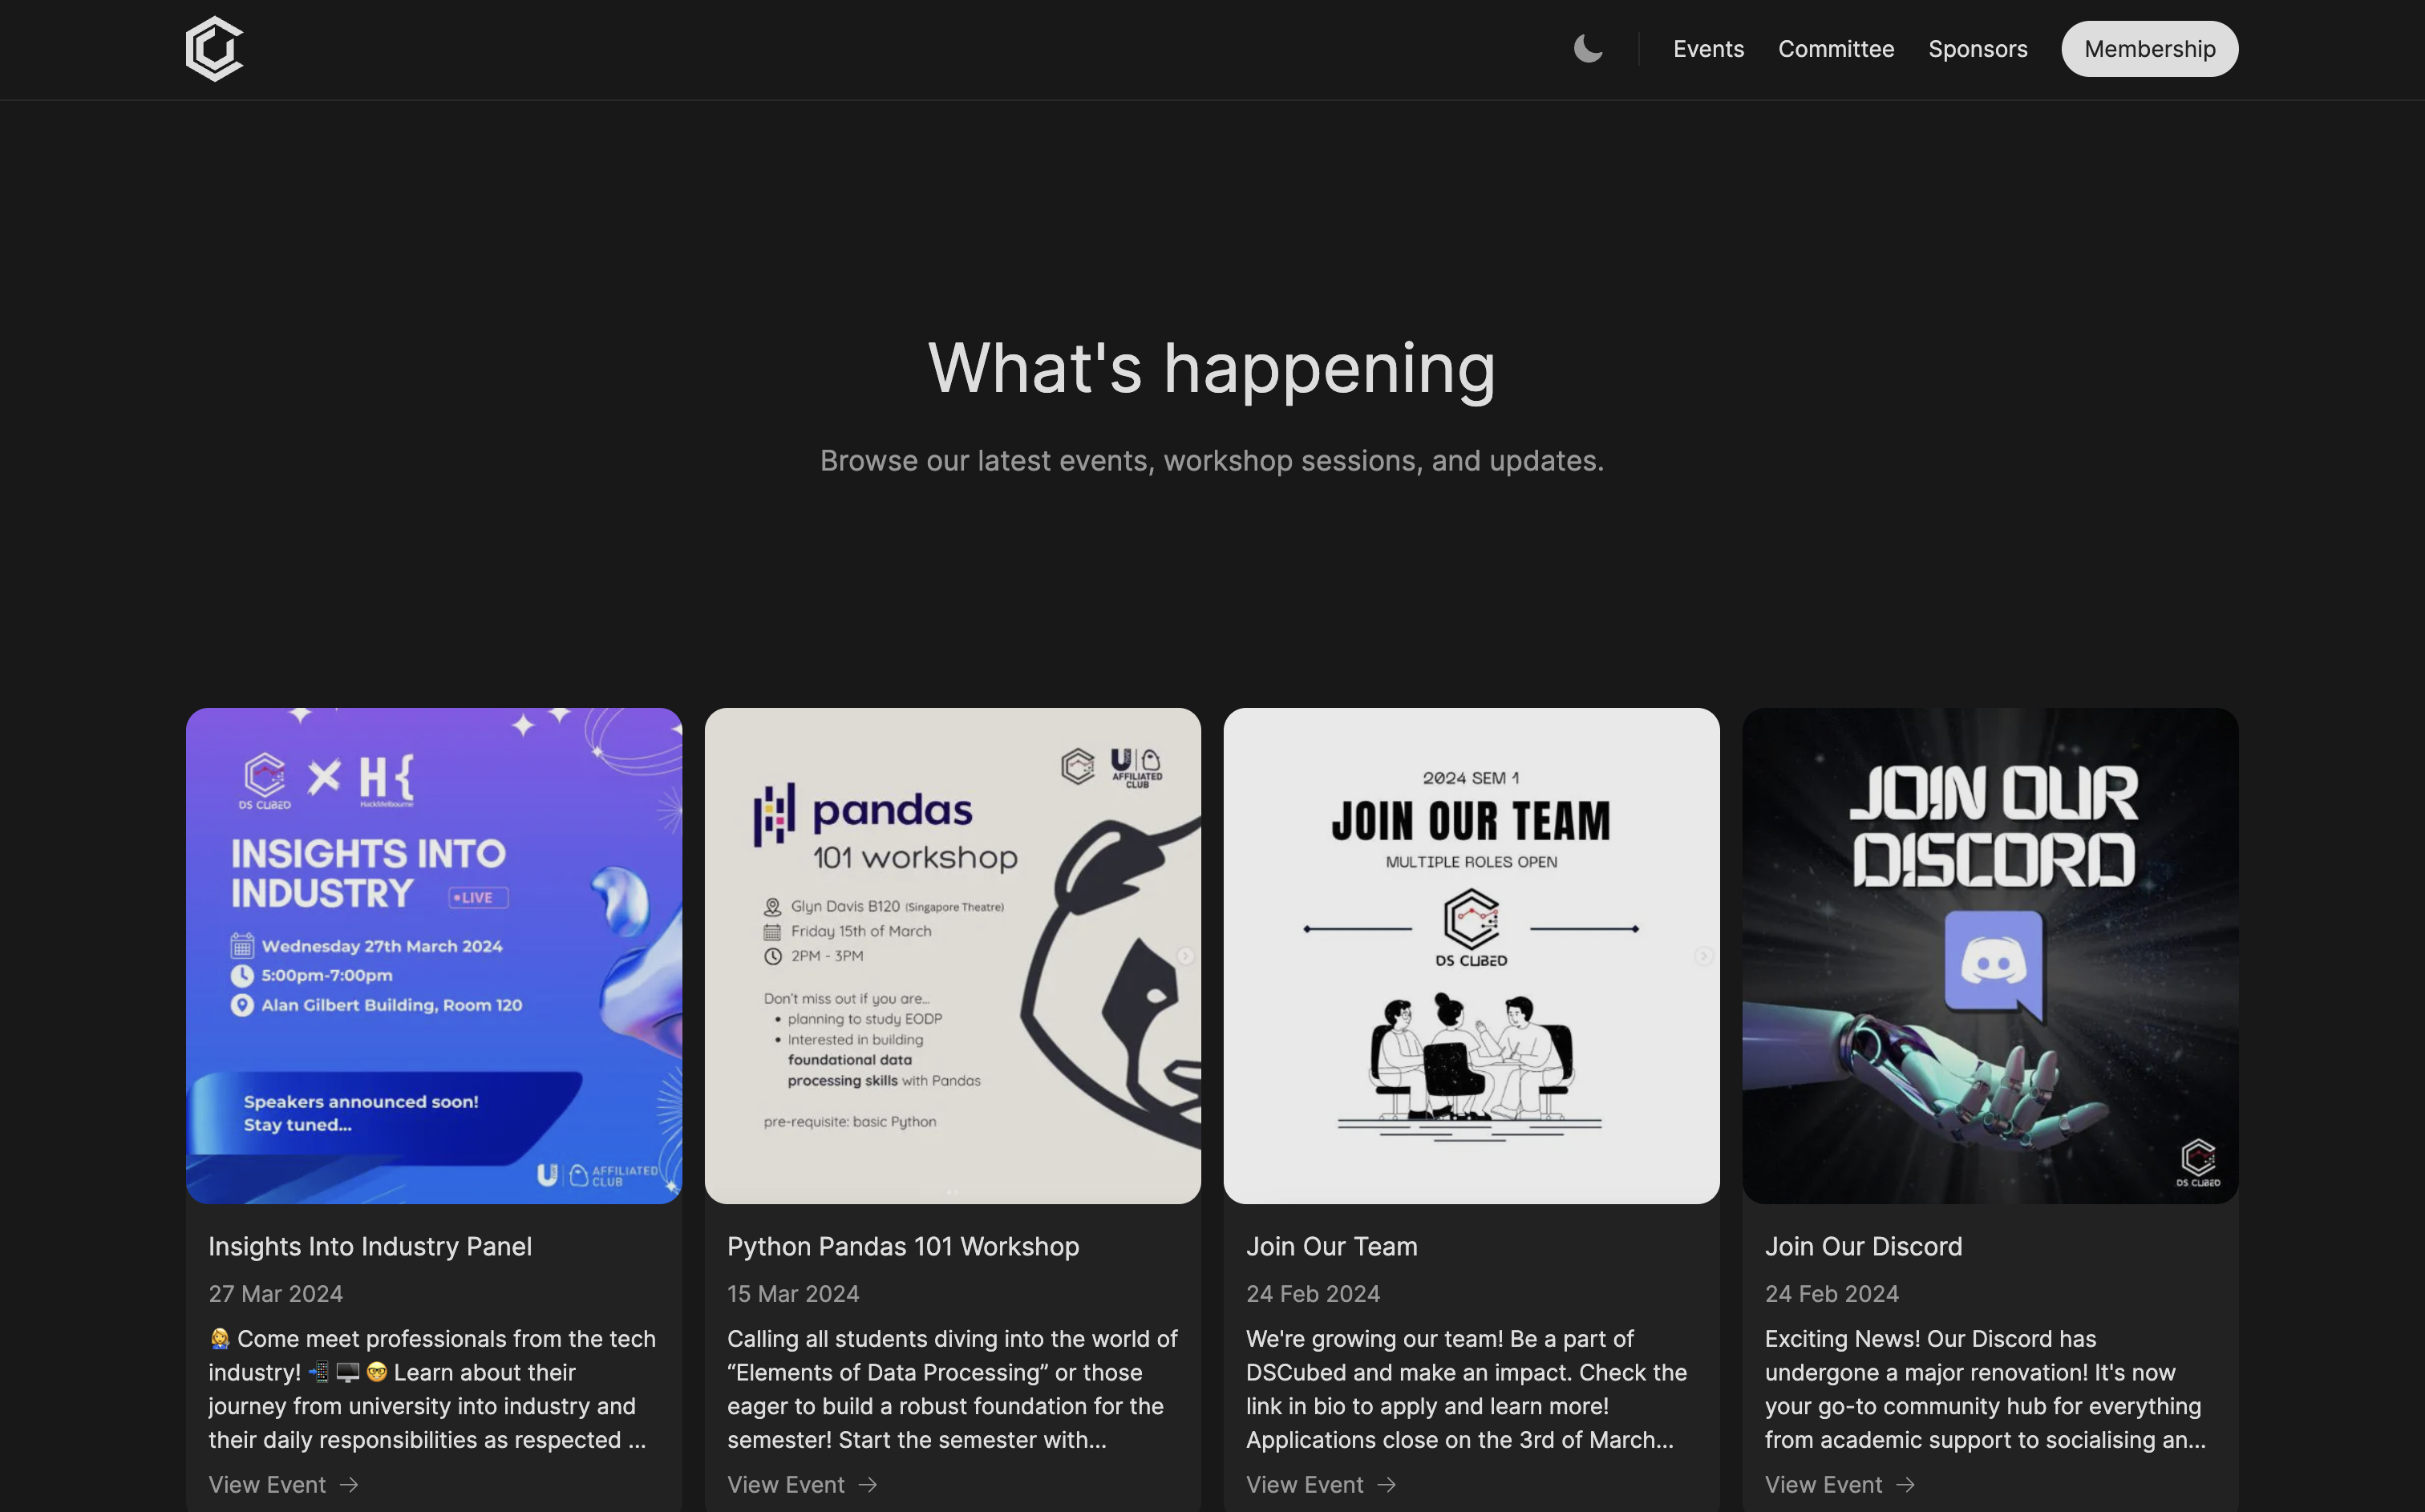 Events
Committee
Sponsors
Membership
What's happening
Browse our latest events, workshop sessions, and updates.
DS CUBED
H{
HackMelbourne
INSIGHTS INTO
INDUSTRY
LIVE
Wednesday 27th March 2024
5:00pm-7:00pm
Alan Gilbert Building, Room 120
Speakers announced soon!
Stay tuned...
U
AFFILIATED
CLUB
Insights Into Industry Panel
27 Mar 2024
👩‍💼 Come meet professionals from the tech
industry! 📲 🖥️ 🤓 Learn about their
journey from university into industry and
their daily responsibilities as respected ...
View Event →
U
AFFILIATED
CLUB
pandas
101 workshop
Glyn Davis B120 (Singapore Theatre)
Friday 15th of March
2PM - 3PM
Don't miss out if you are...
• planning to study EODP
• Interested in building
foundational data
processing skills with Pandas
pre-requisite: basic Python
Python Pandas 101 Workshop
15 Mar 2024
Calling all students diving into the world of
“Elements of Data Processing” or those
eager to build a robust foundation for the
semester! Start the semester with...
View Event →
2024 SEM 1
JOIN OUR TEAM
MULTIPLE ROLES OPEN
DS CUBED
Join Our Team
24 Feb 2024
We're growing our team! Be a part of
DSCubed and make an impact. Check the
link in bio to apply and learn more!
Applications close on the 3rd of March...
View Event →
JOIN OUR
DISCORD
DS CUBED
Join Our Discord
24 Feb 2024
Exciting News! Our Discord has
undergone a major renovation! It's now
your go-to community hub for everything
from academic support to socialising an...
View Event →